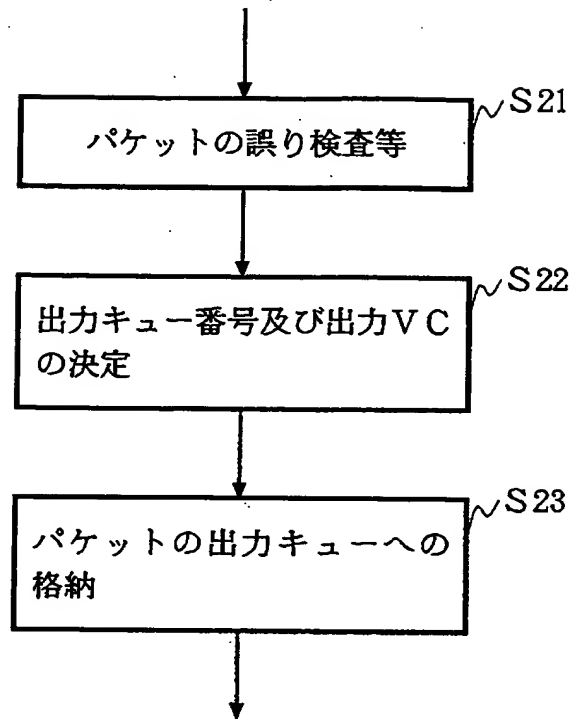 S21
パケットの誤り検査等
S22
出力キュー番号及び出力VC
の決定
S23
パケットの出力キューへの
格納